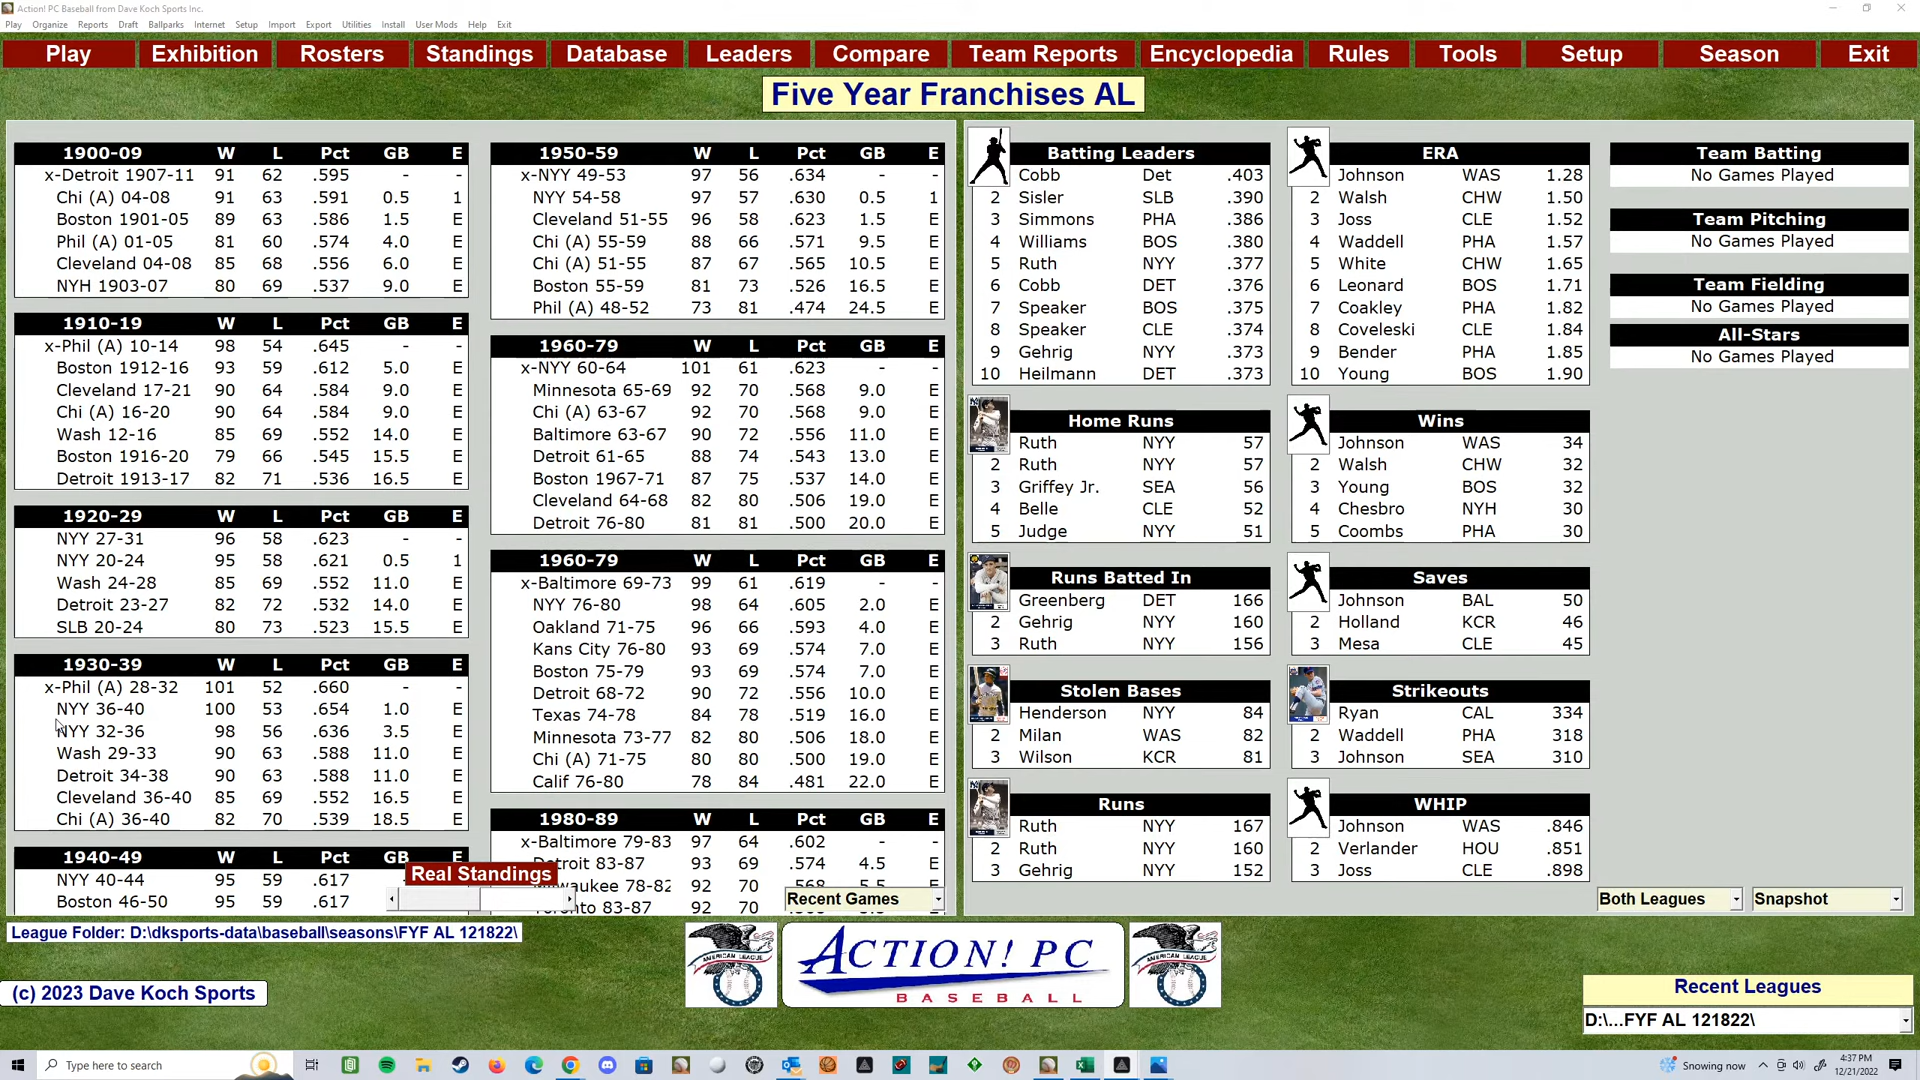 Action! PC Baseball from Dave Koch Sports Inc.
Play Organize Reports Draft Ballparks Internet Setup Import Export Utilities Install User Mods Help Exit
Play Exhibition Rosters Standings Database Leaders Compare Team Reports Encyclopedia Rules Tools Setup Season Exit
Five Year Franchises AL
1900-09 W L Pct GB E
x-Detroit 1907-11 91 62 .595 - -
Chi (A) 04-08 91 63 .591 0.5 1
Boston 1901-05 89 63 .586 1.5 E
Phil (A) 01-05 81 60 .574 4.0 E
Cleveland 04-08 85 68 .556 6.0 E
NYH 1903-07 80 69 .537 9.0 E
1910-19 W L Pct GB E
x-Phil (A) 10-14 98 54 .645 - -
Boston 1912-16 93 59 .612 5.0 E
Cleveland 17-21 90 64 .584 9.0 E
Chi (A) 16-20 90 64 .584 9.0 E
Wash 12-16 85 69 .552 14.0 E
Boston 1916-20 79 66 .545 15.5 E
Detroit 1913-17 82 71 .536 16.5 E
1920-29 W L Pct GB E
NYY 27-31 96 58 .623 - -
NYY 20-24 95 58 .621 0.5 1
Wash 24-28 85 69 .552 11.0 E
Detroit 23-27 82 72 .532 14.0 E
SLB 20-24 80 73 .523 15.5 E
1930-39 W L Pct GB E
x-Phil (A) 28-32 101 52 .660 - -
NYY 36-40 100 53 .654 1.0 E
NYY 32-36 98 56 .636 3.5 E
Wash 29-33 90 63 .588 11.0 E
Detroit 34-38 90 63 .588 11.0 E
Cleveland 36-40 85 69 .552 16.5 E
Chi (A) 36-40 82 70 .539 18.5 E
1940-49 W L Pct GB E
NYY 40-44 95 59 .617
Boston 46-50 95 59 .617
Real Standings
1950-59 W L Pct GB E
x-NYY 49-53 97 56 .634 - -
NYY 54-58 97 57 .630 0.5 1
Cleveland 51-55 96 58 .623 1.5 E
Chi (A) 55-59 88 66 .571 9.5 E
Chi (A) 51-55 87 67 .565 10.5 E
Boston 55-59 81 73 .526 16.5 E
Phil (A) 48-52 73 81 .474 24.5 E
1960-79 W L Pct GB E
x-NYY 60-64 101 61 .623 - -
Minnesota 65-69 92 70 .568 9.0 E
Chi (A) 63-67 92 70 .568 9.0 E
Baltimore 63-67 90 72 .556 11.0 E
Detroit 61-65 88 74 .543 13.0 E
Boston 1967-71 87 75 .537 14.0 E
Cleveland 64-68 82 80 .506 19.0 E
Detroit 76-80 81 81 .500 20.0 E
1960-79 W L Pct GB E
x-Baltimore 69-73 99 61 .619 - -
NYY 76-80 98 64 .605 2.0 E
Oakland 71-75 96 66 .593 4.0 E
Kans City 76-80 93 69 .574 7.0 E
Boston 75-79 93 69 .574 7.0 E
Detroit 68-72 90 72 .556 10.0 E
Texas 74-78 84 78 .519 16.0 E
Minnesota 73-77 82 80 .506 18.0 E
Chi (A) 71-75 80 80 .500 19.0 E
Calif 76-80 78 84 .481 22.0 E
1980-89 W L Pct GB E
x-Baltimore 79-83 97 64 .602 - -
Detroit 83-87 93 69 .574 4.5 E
Milwaukee 78-82 92 70 .568 5.5 E
Toronto 83-87 92 70 E
Recent Games
Batting Leaders
Cobb Det .403
2 Sisler SLB .390
3 Simmons PHA .386
4 Williams BOS .380
5 Ruth NYY .377
6 Cobb DET .376
7 Speaker BOS .375
8 Speaker CLE .374
9 Gehrig NYY .373
10 Heilmann DET .373
Home Runs
Ruth NYY 57
2 Ruth NYY 57
3 Griffey Jr. SEA 56
4 Belle CLE 52
5 Judge NYY 51
Runs Batted In
Greenberg DET 166
2 Gehrig NYY 160
3 Ruth NYY 156
Stolen Bases
Henderson NYY 84
2 Milan WAS 82
3 Wilson KCR 81
Runs
Ruth NYY 167
2 Ruth NYY 160
3 Gehrig NYY 152
ERA
Johnson WAS 1.28
2 Walsh CHW 1.50
3 Joss CLE 1.52
4 Waddell PHA 1.57
5 White CHW 1.65
6 Leonard BOS 1.71
7 Coakley PHA 1.82
8 Coveleski CLE 1.84
9 Bender PHA 1.85
10 Young BOS 1.90
Wins
Johnson WAS 34
2 Walsh CHW 32
3 Young BOS 32
4 Chesbro NYH 30
5 Coombs PHA 30
Saves
Johnson BAL 50
2 Holland KCR 46
3 Mesa CLE 45
Strikeouts
Ryan CAL 334
2 Waddell PHA 318
3 Johnson SEA 310
WHIP
Johnson WAS .846
2 Verlander HOU .851
3 Joss CLE .898
Team Batting
No Games Played
Team Pitching
No Games Played
Team Fielding
No Games Played
All-Stars
No Games Played
Both Leagues Snapshot
League Folder: D:\dksports-data\baseball\seasons\FYF AL 121822\
(c) 2023 Dave Koch Sports
AMERICAN LEAGUE
ACTION! PC
BASEBALL
AMERICAN LEAGUE
Recent Leagues
D:\...FYF AL 121822\
Type here to search
Snowing now
4:37 PM
12/21/2022